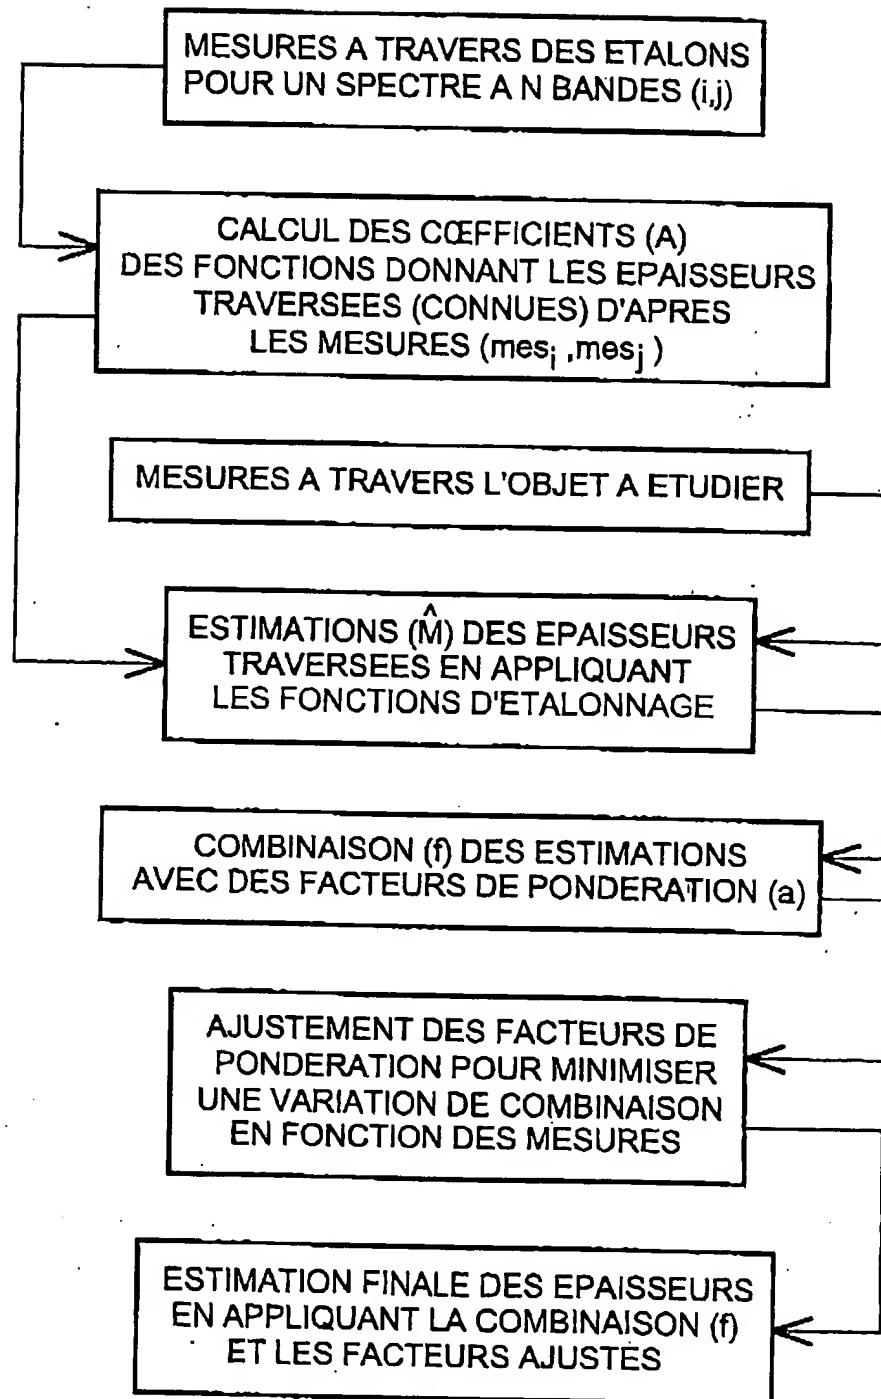 MESURES A TRAVERS DES ETALONS
POUR UN SPECTRE A N BANDES (i,j)
CALCUL DES CŒFFICIENTS (A)
DES FONCTIONS DONNANT LES EPAISSEURS
TRAVERSEES (CONNUES) D'APRES
LES MESURES (mesi ,mesj )
MESURES A TRAVERS L'OBJET A ETUDIER
ESTIMATIONS (M̂) DES EPAISSEURS
TRAVERSEES EN APPLIQUANT
LES FONCTIONS D'ETALONNAGE
COMBINAISON (f) DES ESTIMATIONS
AVEC DES FACTEURS DE PONDERATION (a)
AJUSTEMENT DES FACTEURS DE
PONDERATION POUR MINIMISER
UNE VARIATION DE COMBINAISON
EN FONCTION DES MESURES
ESTIMATION FINALE DES EPAISSEURS
EN APPLIQUANT LA COMBINAISON (f)
ET LES FACTEURS AJUSTES